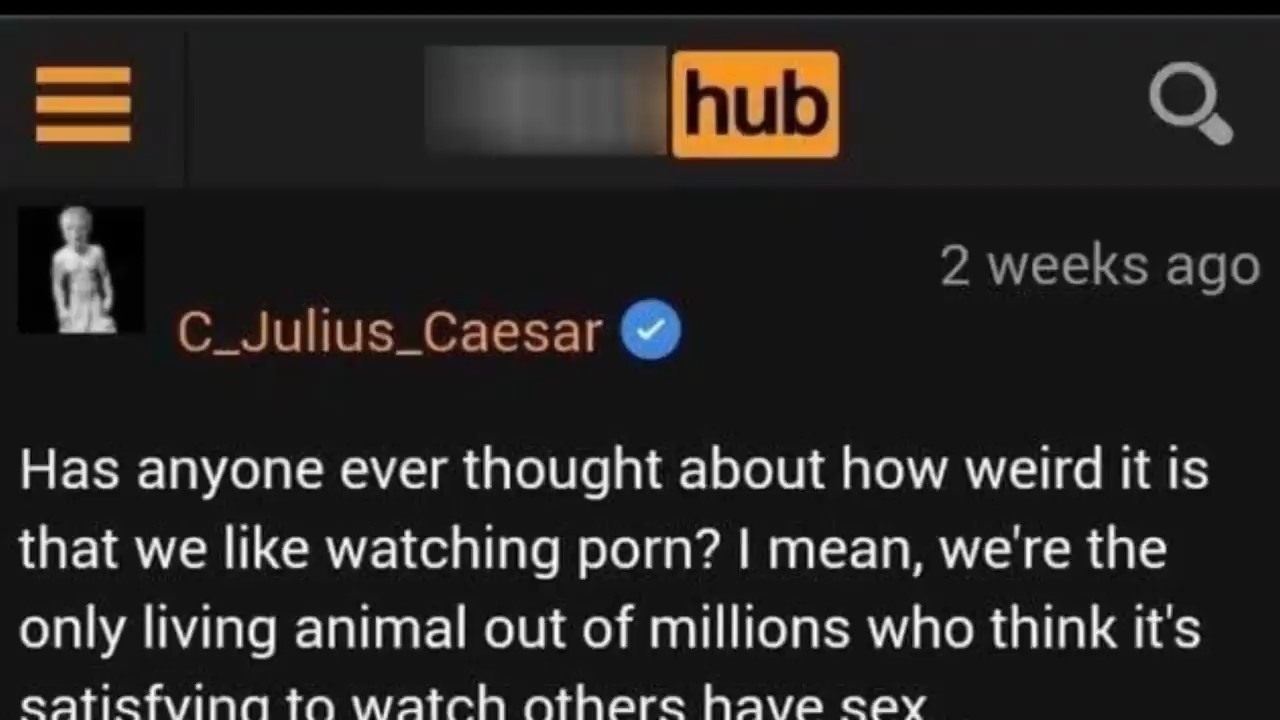 hub
2 weeks ago
C_Julius_Caesar
Has anyone ever thought about how weird it is
that we like watching porn? I mean, we're the
only living animal out of millions who think it's
satisfying to watch others have sex